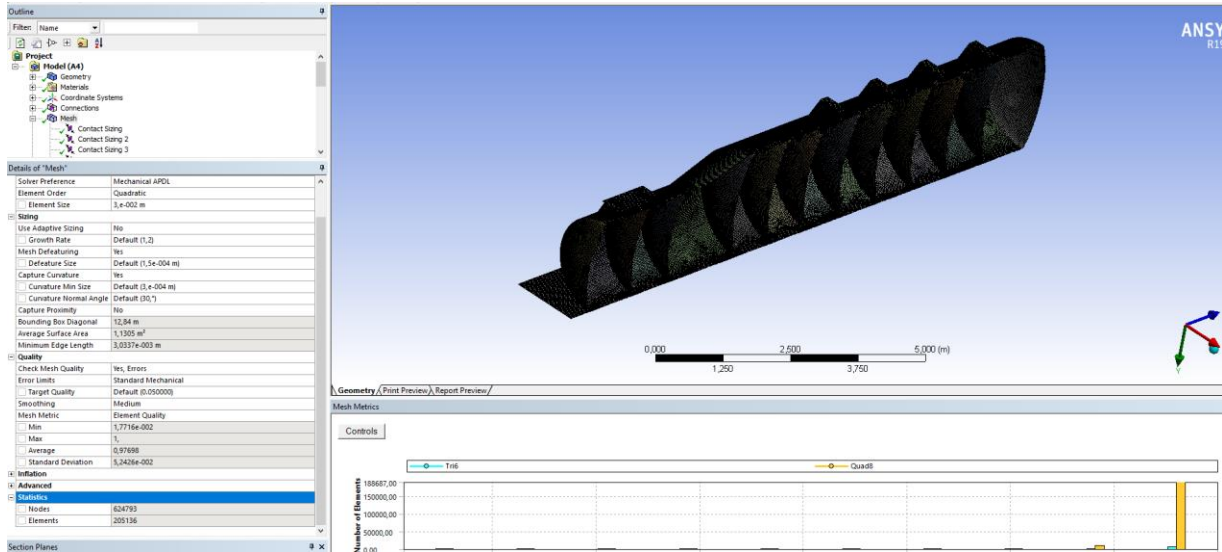 Outline
Filter: Name
Project
Model (A4)
Geometry
Materials
Coordinate Systems
Connections
Mesh
Contact Sizing
Contact Sizing 2
Contact Sizing 3
Details of "Mesh"
Solver Preference Mechanical APDL
Element Order Quadratic
Element Size 3,e-002 m
Sizing
Use Adaptive Sizing No
Growth Rate Default (1,2)
Mesh Defeaturing Yes
Defeature Size Default (1,5e-004 m)
Capture Curvature Yes
Curvature Min Size Default (3,e-004 m)
Curvature Normal Angle Default (30,°)
Capture Proximity No
Bounding Box Diagonal 12,84 m
Average Surface Area 1,1305 m²
Minimum Edge Length 3,0337e-003 m
Quality
Check Mesh Quality Yes, Errors
Error Limits Standard Mechanical
Target Quality Default (0.050000)
Smoothing Medium
Mesh Metric Element Quality
Min 1,7716e-002
Max 1,
Average 0,97698
Standard Deviation 5,2426e-002
Inflation
Advanced
Statistics
Nodes 624793
Elements 205136
Section Planes
ANSY
R19
0,000 2,500 5,000 (m)
1,250 3,750
Y
Geometry Print Preview Report Preview
Mesh Metrics
Controls
Tri6 Quad8
Number of Elements
188687,00
150000,00
100000,00
50000,00
0,00